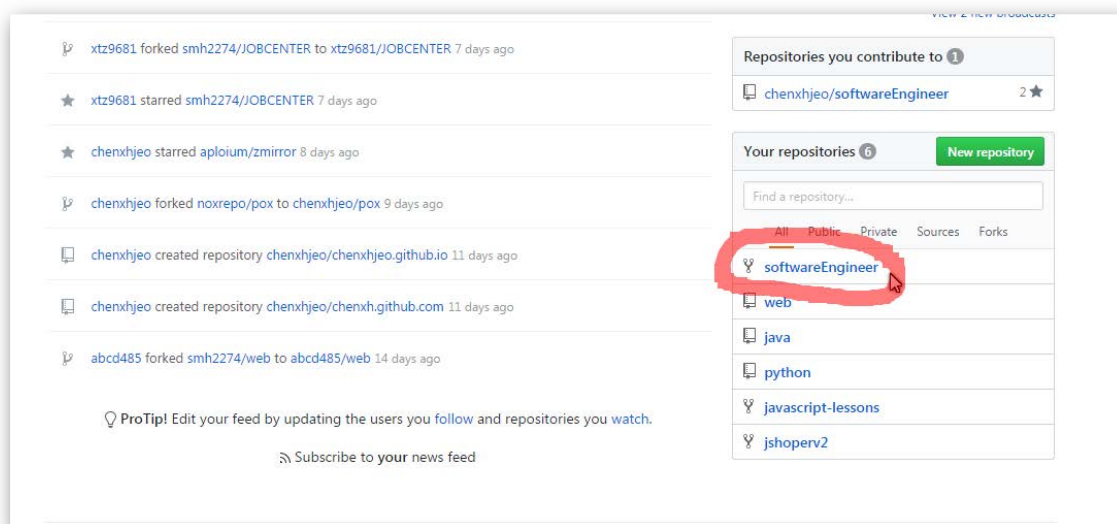 View 2 new broadcasts
xtz9681 forked smh2274/JOBCENTER to xtz9681/JOBCENTER 7 days ago
xtz9681 starred smh2274/JOBCENTER 7 days ago
chenxhjeo starred aploium/zmirror 8 days ago
chenxhjeo forked noxrepo/pox to chenxhjeo/pox 9 days ago
chenxhjeo created repository chenxhjeo/chenxhjeo.github.io 11 days ago
chenxhjeo created repository chenxhjeo/chenxh.github.com 11 days ago
abcd485 forked smh2274/web to abcd485/web 14 days ago
ProTip! Edit your feed by updating the users you follow and repositories you watch.
Subscribe to your news feed
Repositories you contribute to 1
chenxhjeo/softwareEngineer 2
Your repositories 6 New repository
Find a repository...
All Public Private Sources Forks
softwareEngineer
web
java
python
javascript-lessons
jshoperv2